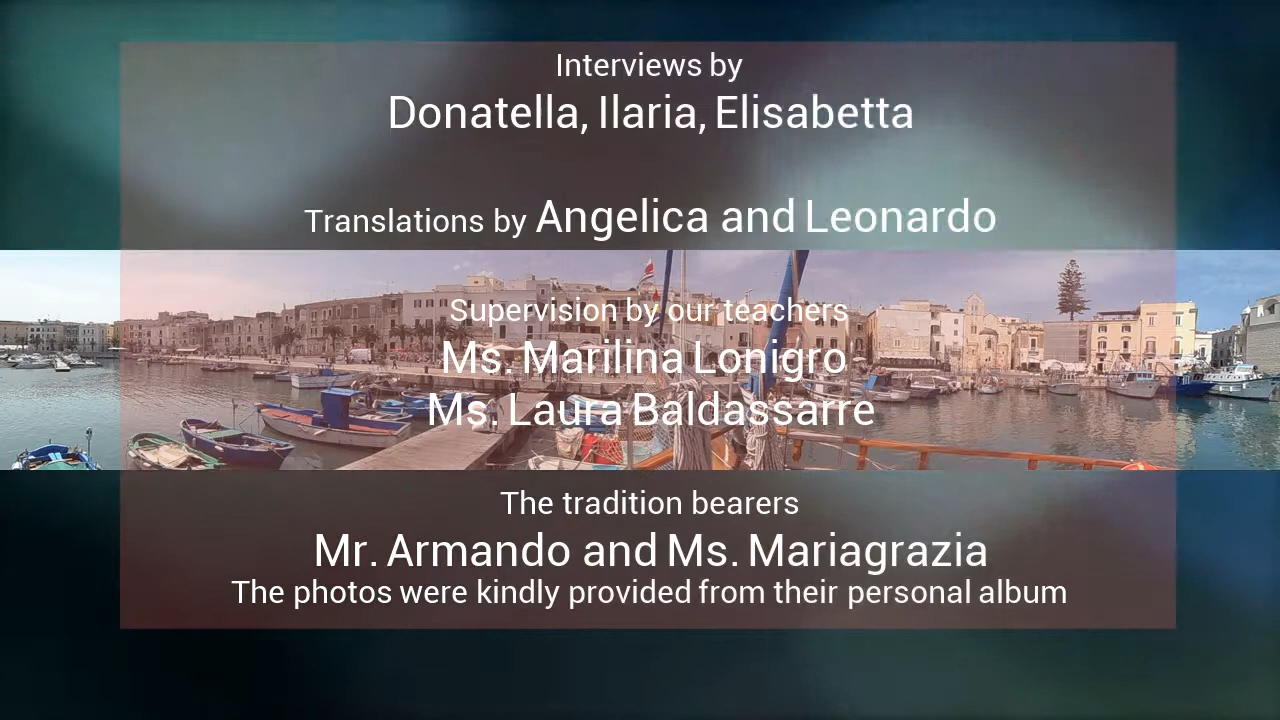 Interviews by
Donatella, Ilaria, Elisabetta
Translations by Angelica and Leonardo
Supervision by our teachers
Ms. Marilina Lonigro
Ms. Laura Baldassarre
The tradition bearers
Mr. Armando and Ms. Mariagrazia
The photos were kindly provided from their personal album